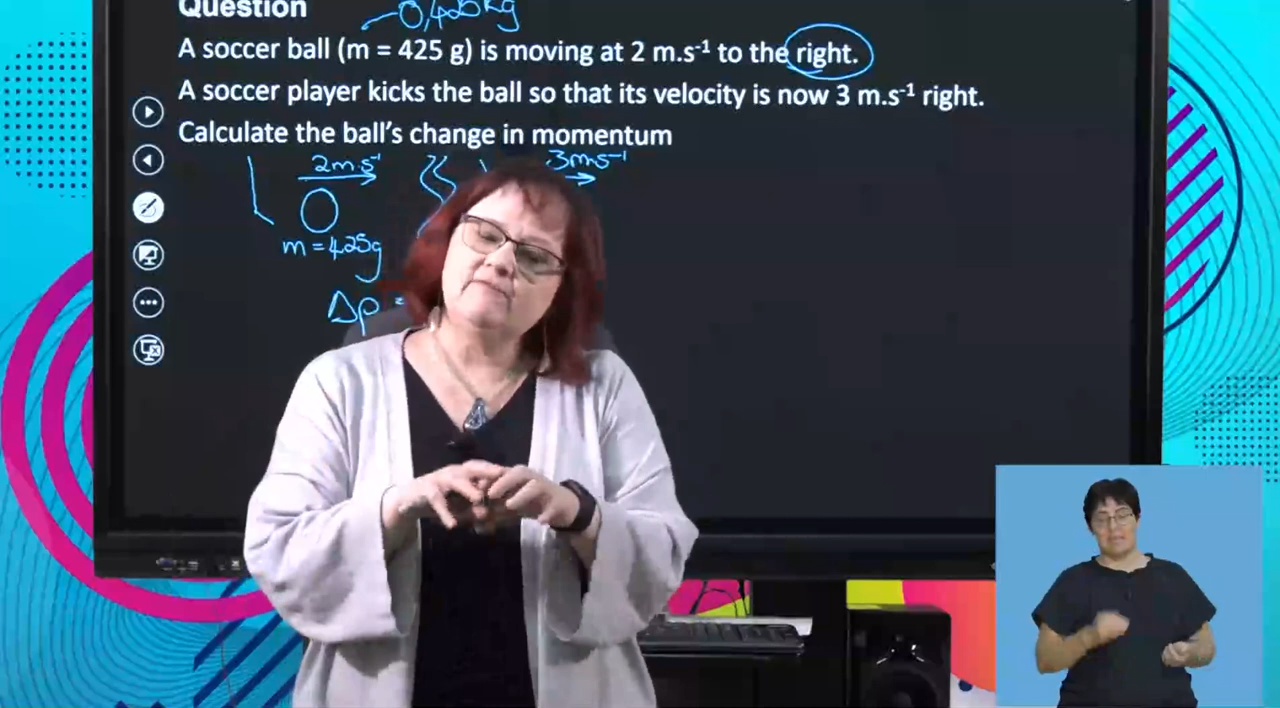 Question
0,425kg
A soccer ball (m = 425 g) is moving at 2 m.s⁻¹ to the right.
A soccer player kicks the ball so that its velocity is now 3 m.s⁻¹ right.
Calculate the ball's change in momentum
2m.s⁻¹ 3m.s⁻¹
m = 425g
Δp =